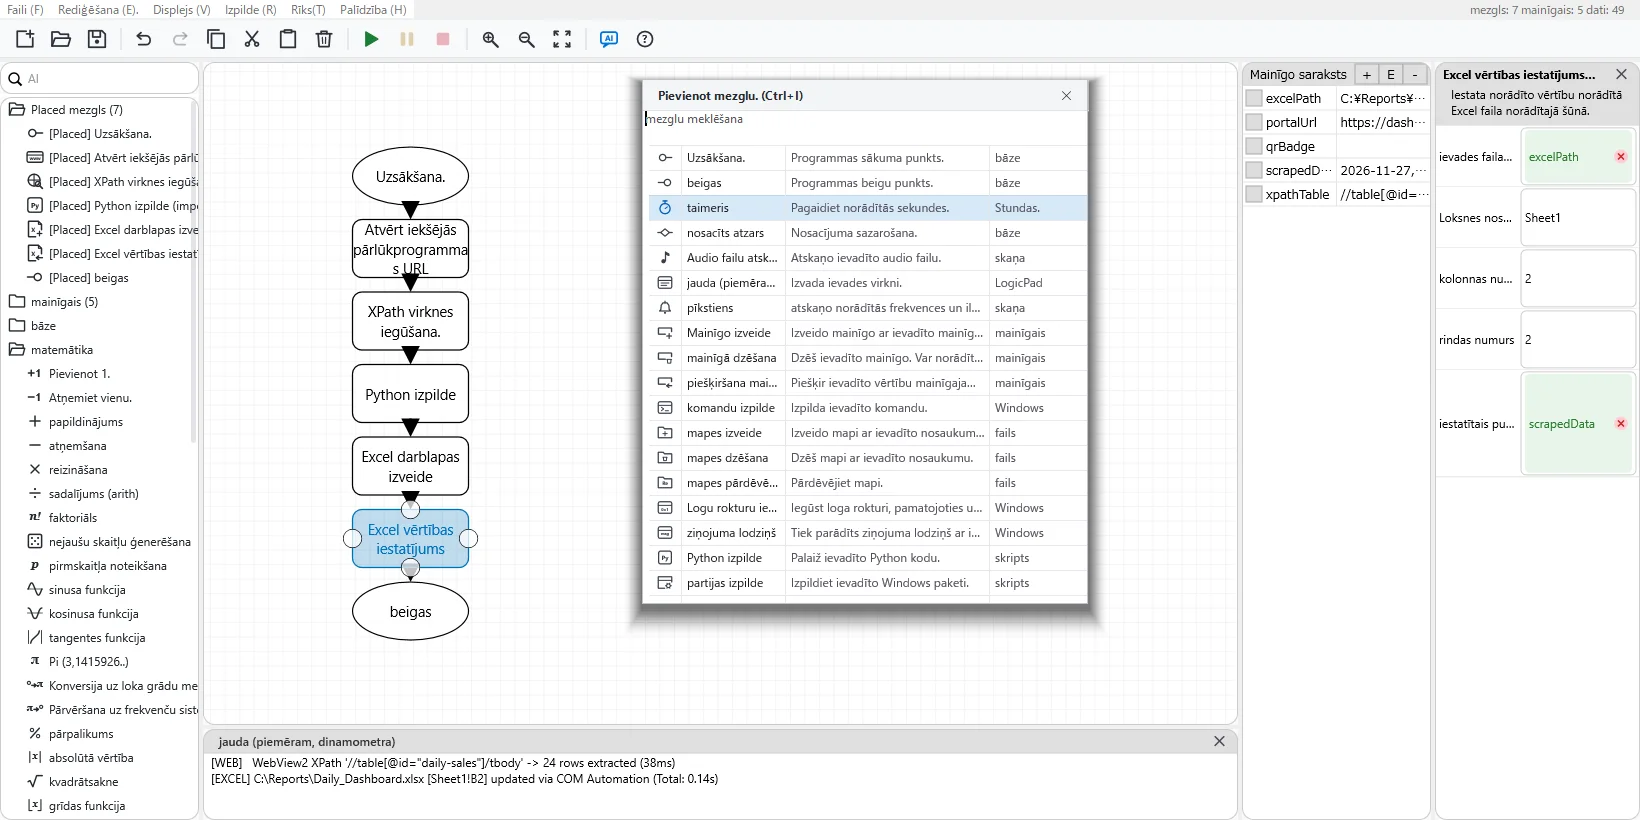 Faili (F) Rediģēšana (E). Displejs (V) Izpilde (R) Rīks(T) Palīdzība (H)
mezgls: 7 mainīgais: 5 dati: 49
AI
AI
Placed mezgls (7)
[Placed] Uzsākšana.
[Placed] Atvērt iekšējās pārlū
[Placed] XPath virknes iegūša
[Placed] Python izpilde (impo
[Placed] Excel darblapas izve
[Placed] Excel vērtības iestatī
[Placed] beigas
mainīgais (5)
bāze
matemātika
+1 Pievienot 1.
−1 Atņemiet vienu.
papildinājums
atņemšana
reizināšana
sadalījums (arith)
n! faktoriāls
nejaušu skaitļu ģenerēšana
p pirmskaitļa noteikšana
sinusa funkcija
kosinusa funkcija
tangentes funkcija
π Pi (3,1415926..)
Konversija uz loka grādu me
Pārvēršana uz frekvenču siste
% pārpalikums
|x| absolūtā vērtība
kvadrātsakne
grīdas funkcija
Uzsākšana.
Atvērt iekšējās
pārlūkprogramma
s URL
XPath virknes
iegūšana.
Python izpilde
Excel darblapas
izveide
Excel vērtības
iestatījums
beigas
Pievienot mezglu. (Ctrl+I)
mezglu meklēšana
Uzsākšana. Programmas sākuma punkts. bāze
beigas Programmas beigu punkts. bāze
taimeris Pagaidiet norādītās sekundes. Stundas.
nosacīts atzars Nosacījuma sazarošana. bāze
Audio failu atsk... Atskaņo ievadīto audio failu. skaņa
jauda (piemēra... Izvada ievades virkni. LogicPad
pīkstiens atskaņo norādītās frekvences un il... skaņa
Mainīgo izveide Izveido mainīgo ar ievadīto mainīg... mainīgais
mainīgā dzēšana Dzēš ievadīto mainīgo. Var norādīt... mainīgais
piešķiršana mai... Piešķir ievadīto vērtību mainīgaja... mainīgais
komandu izpilde Izpilda ievadīto komandu. Windows
mapes izveide Izveido mapi ar ievadīto nosaukum... fails
mapes dzēšana Dzēš mapi ar ievadīto nosaukumu. fails
mapes pārdēvē... Pārdēvējiet mapi. fails
Logu rokturu ie... Iegūst loga rokturi, pamatojoties u... Windows
ziņojuma lodziņš Tiek parādīts ziņojuma lodziņš ar i... Windows
Python izpilde Palaiž ievadīto Python kodu. skripts
partijas izpilde Izpildiet ievadīto Windows paketi. skripts
jauda (piemēram, dinamometra)
[WEB] WebView2 XPath '//table[@id="daily-sales"]/tbody' -> 24 rows extracted (38ms)
[EXCEL] C:\Reports\Daily_Dashboard.xlsx [Sheet1!B2] updated via COM Automation (Total: 0.14s)
Mainīgo saraksts + E -
excelPath C:¥Reports¥···
portalUrl https://dash···
qrBadge
scrapedD··· 2026-11-27,···
xpathTable //table[@id=···
Excel vērtības iestatījums...
Iestata norādīto vērtību norādītā
Excel faila norādītajā šūnā.
ievades faila... excelPath
Loksnes nos... Sheet1
kolonnas nu... 2
rindas numurs 2
iestatītais pu... scrapedData